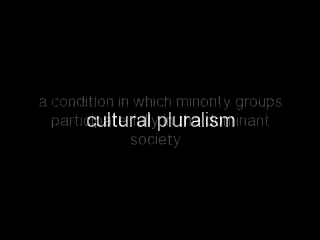 a condition in which minority groups
cultural pluralism
society.